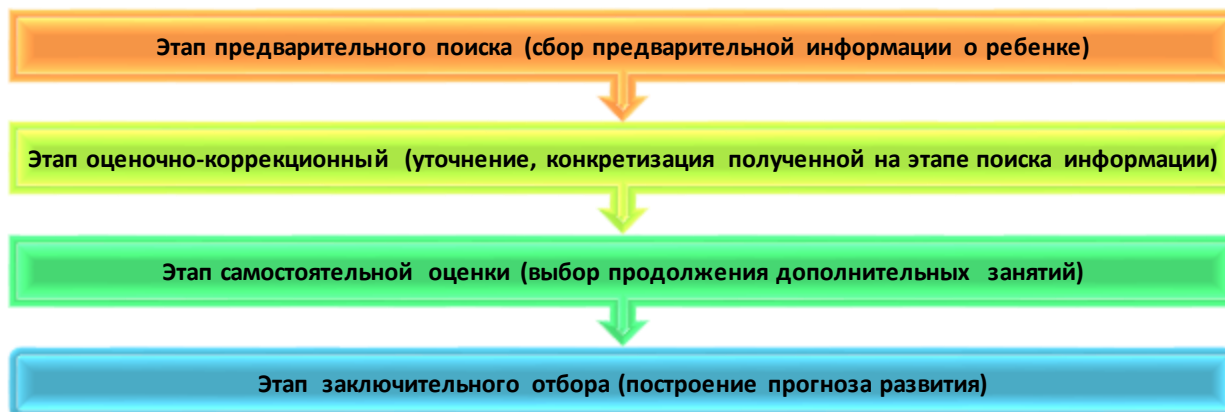 Этап предварительного поиска (сбор предварительной информации о ребенке)
Этап оценочно-коррекционный (уточнение, конкретизация полученной на этапе поиска информации)
Этап самостоятельной оценки (выбор продолжения дополнительных занятий)
Этап заключительного отбора (построение прогноза развития)